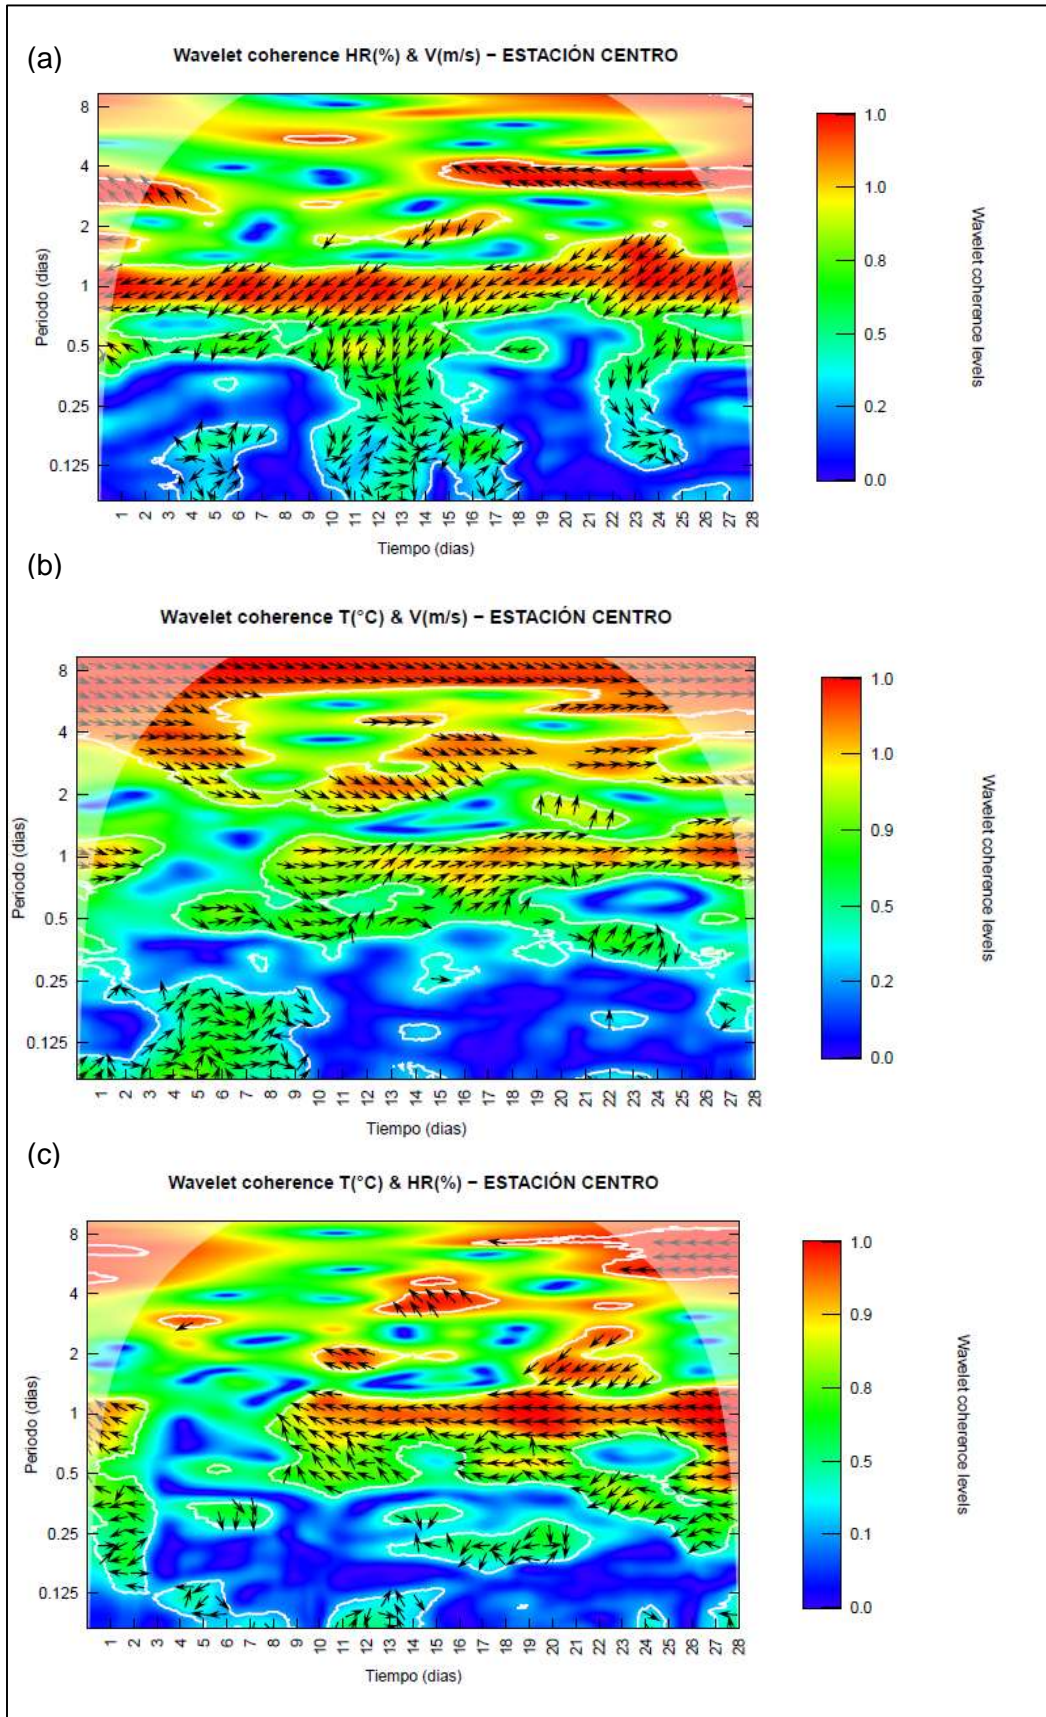 (a)
Wavelet coherence HR(%) & V(m/s) – ESTACIÓN CENTRO
8
4
2
1
0.5
0.25
0.125
Periodo (dias)
1 2 3 4 5 6 7 8 9 10 11 12 13 14 15 16 17 18 19 20 21 22 23 24 25 26 27 28
Tiempo (dias)
1.0
1.0
0.8
0.5
0.2
0.0
Wavelet coherence levels
(b)
Wavelet coherence T(°C) & V(m/s) – ESTACIÓN CENTRO
8
4
2
1
0.5
0.25
0.125
Periodo (dias)
1 2 3 4 5 6 7 8 9 10 11 12 13 14 15 16 17 18 19 20 21 22 23 24 25 26 27 28
Tiempo (dias)
1.0
1.0
0.9
0.5
0.2
0.0
Wavelet coherence levels
(c)
Wavelet coherence T(°C) & HR(%) – ESTACIÓN CENTRO
8
4
2
1
0.5
0.25
0.125
Periodo (dias)
1 2 3 4 5 6 7 8 9 10 11 12 13 14 15 16 17 18 19 20 21 22 23 24 25 26 27 28
Tiempo (dias)
1.0
0.9
0.8
0.5
0.1
0.0
Wavelet coherence levels